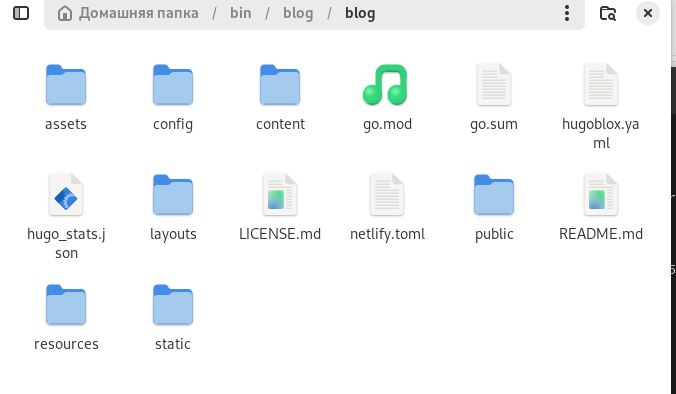 Домашняя папка / bin / blog / blog
assets config content go.mod go.sum hugoblox.ya
ml
hugo_stats.j layouts LICENSE.md netlify.toml public README.md
son
resources static